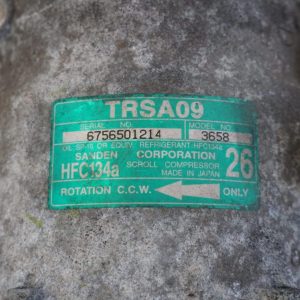 TRSA09
SERIAL NO. MODEL NO.
6756501214 3658
OIL SP-10 OR EQUIV. REFRIGERANT HFC134a
SANDEN CORPORATION 26
HFC134a SCROLL COMPRESSOR
MADE IN JAPAN
ROTATION C.C.W. ONLY